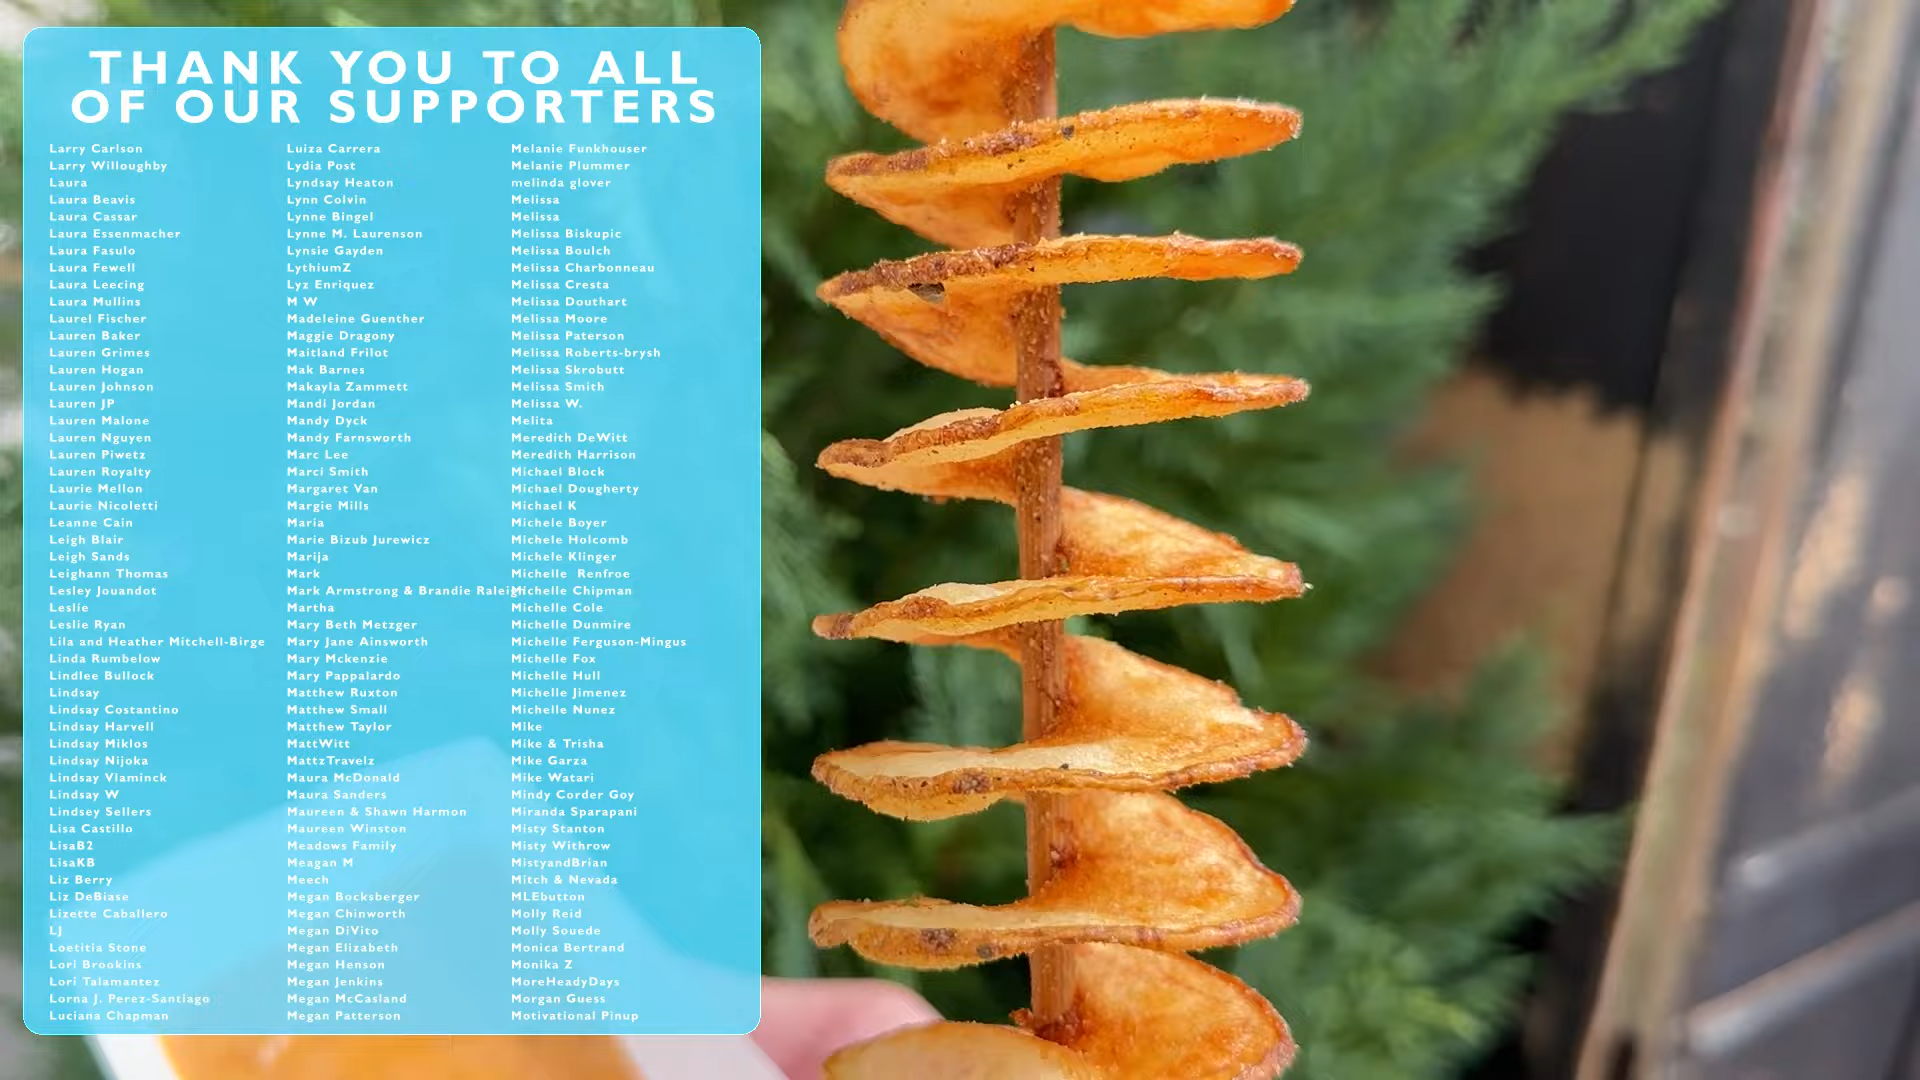 THANK YOU TO ALL
OF OUR SUPPORTERS
Larry Carlson
Larry Willoughby
Laura
Laura Beavis
Laura Cassar
Laura Essenmacher
Laura Fasulo
Laura Fewell
Laura Leecing
Laura Mullins
Laurel Fischer
Lauren Baker
Lauren Grimes
Lauren Hogan
Lauren Johnson
Lauren JP
Lauren Malone
Lauren Nguyen
Lauren Piwetz
Lauren Royalty
Laurie Mellon
Laurie Nicoletti
Leanne Cain
Leigh Blair
Leigh Sands
Leighann Thomas
Lesley Jouandot
Leslie
Leslie Ryan
Lila and Heather Mitchell-Birge
Linda Rumbelow
Lindlee Bullock
Lindsay
Lindsay Costantino
Lindsay Harvell
Lindsay Miklos
Lindsay Nijoka
Lindsay Vlaminck
Lindsay W
Lindsey Sellers
Lisa Castillo
LisaB2
LisaKB
Liz Berry
Liz DeBiase
Lizette Caballero
LJ
Loetitia Stone
Lori Brookins
Lori Talamantez
Lorna J. Perez-Santiago
Luciana Chapman
Luiza Carrera
Lydia Post
Lyndsay Heaton
Lynn Colvin
Lynne Bingel
Lynne M. Laurenson
Lynsie Gayden
LythiumZ
Lyz Enriquez
M W
Madeleine Guenther
Maggie Dragony
Maitland Frilot
Mak Barnes
Makayla Zammett
Mandi Jordan
Mandy Dyck
Mandy Farnsworth
Marc Lee
Marci Smith
Margaret Van
Margie Mills
Maria
Marie Bizub Jurewicz
Marija
Mark
Mark Armstrong & Brandie Raleigh
Martha
Mary Beth Metzger
Mary Jane Ainsworth
Mary Mckenzie
Mary Pappalardo
Matthew Ruxton
Matthew Small
Matthew Taylor
MattWitt
MattzTravelz
Maura McDonald
Maura Sanders
Maureen & Shawn Harmon
Maureen Winston
Meadows Family
Meagan M
Meech
Megan Bocksberger
Megan Chinworth
Megan DiVito
Megan Elizabeth
Megan Henson
Megan Jenkins
Megan McCasland
Megan Patterson
Melanie Funkhouser
Melanie Plummer
melinda glover
Melissa
Melissa
Melissa Biskupic
Melissa Boulch
Melissa Charbonneau
Melissa Cresta
Melissa Douthart
Melissa Moore
Melissa Paterson
Melissa Roberts-brysh
Melissa Skrobutt
Melissa Smith
Melissa W.
Melita
Meredith DeWitt
Meredith Harrison
Michael Block
Michael Dougherty
Michael K
Michele Boyer
Michele Holcomb
Michele Klinger
Michelle Renfroe
Michelle Chipman
Michelle Cole
Michelle Dunmire
Michelle Ferguson-Mingus
Michelle Fox
Michelle Hull
Michelle Jimenez
Michelle Nunez
Mike
Mike & Trisha
Mike Garza
Mike Watari
Mindy Corder Goy
Miranda Sparapani
Misty Stanton
Misty Withrow
MistyandBrian
Mitch & Nevada
MLEbutton
Molly Reid
Molly Souede
Monica Bertrand
Monika Z
MoreHeadyDays
Morgan Guess
Motivational Pinup